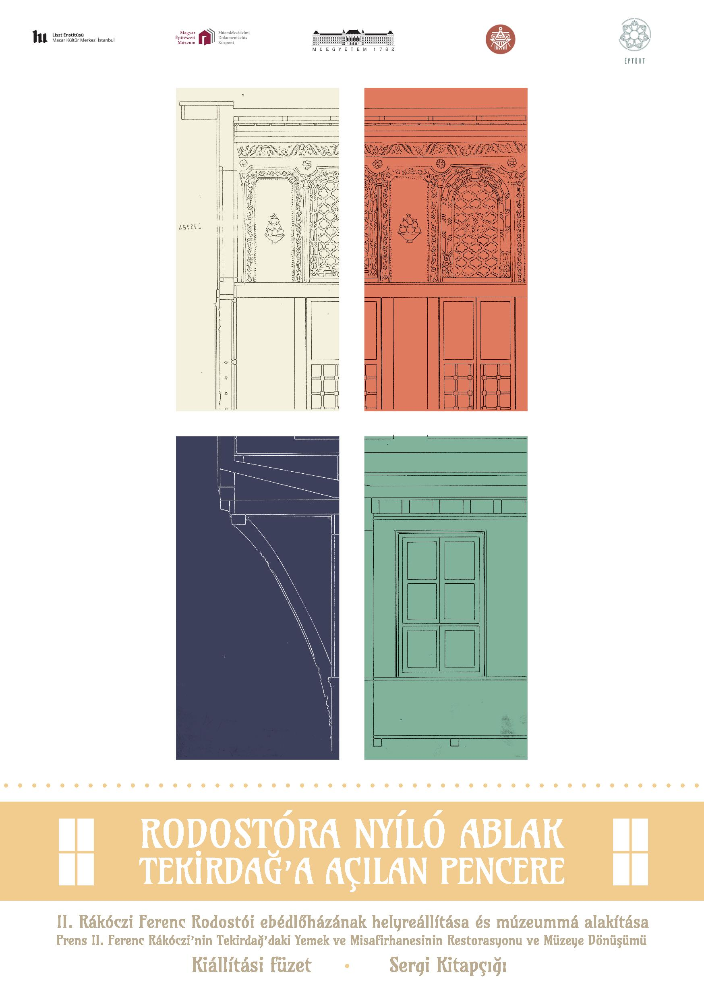 hu
Liszt Enstitüsü
Macar Kültür Merkezi İstanbul
Magyar
Építészeti
Múzeum
Műemlékvédelmi
Dokumentációs
Központ
MŰEGYETEM 1782
ÉPTÖRT
RODOSTÓRA NYÍLÓ ABLAK
TEKİRDAĞ'A AÇILAN PENCERE
II. Rákóczi Ferenc Rodostói ebédlőházának helyreállítása és múzeummá alakítása
Prens II. Ferenc Rákóczi'nin Tekirdağ'daki Yemek ve Misafirhanesinin Restorasyonu ve Müzeye Dönüşümü
Kiállítási füzet • Sergi Kitapçığı